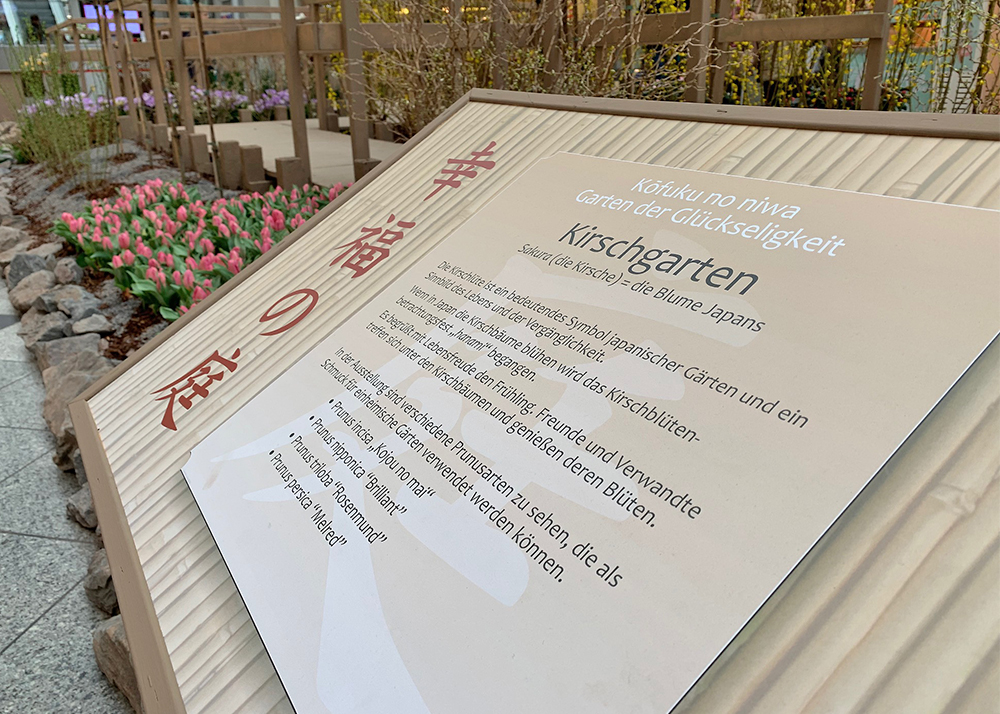 幸福の庭
Kōfuku no niwa
Garten der Glückseligkeit
Kirschgarten
Sakura (die Kirsche) = die Blume Japans
Die Kirschlüte ist ein bedeutendes Symbol japanischer Gärten und ein
Sinnbild des Lebens und der Vergänglichkeit.
Wenn in Japan die Kirschbäume blühen wird das Kirschblüten-
betrachtungsfest „hanami“ begangen.
Es begrüßt mit Lebensfreude den Frühling. Freunde und Verwandte
treffen sich unter den Kirschbäumen und genießen deren Blüten.
In der Ausstellung sind verschiedene Prunusarten zu sehen, die als
Schmuck für einheimische Gärten verwendet werden können.
• Prunus incisa „Kojou no mai“
• Prunus nipponica "Brilliant"
• Prunus triloba "Rosenmund"
• Prunus persica "Melred"